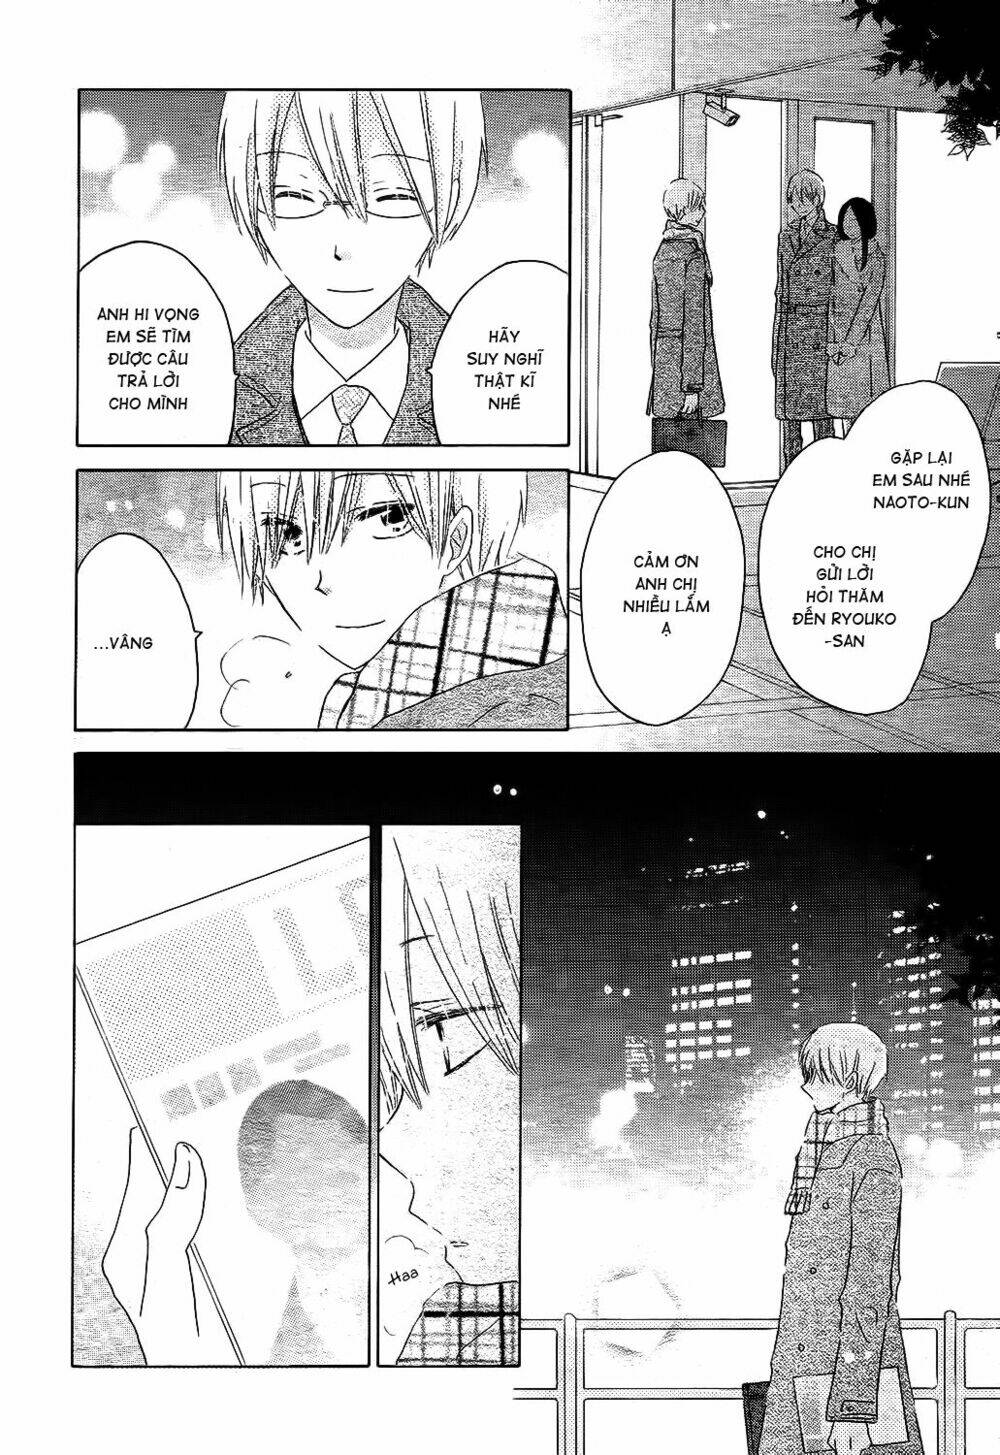 GẶP LẠI
EM SAU NHÉ
NAOTO-KUN
CHO CHỊ
GỬI LỜI
HỎI THĂM
ĐẾN RYOUKO
-SAN
CẢM ƠN
ANH CHỊ
NHIỀU LẮM
Ạ
HÃY
SUY NGHĨ
THẬT KĨ
NHÉ
ANH HI VỌNG
EM SẼ TÌM
ĐƯỢC CÂU
TRẢ LỜI
CHO MÌNH
...VÂNG
Haa